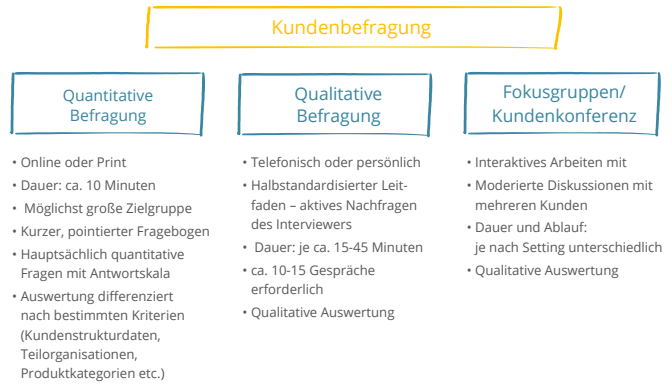 Kundenbefragung
Quantitative
Befragung
• Online oder Print
• Dauer: ca. 10 Minuten
• Möglichst große Zielgruppe
• Kurzer, pointierter Fragebogen
• Hauptsächlich quantitative
Fragen mit Antwortskala
• Auswertung differenziert
nach bestimmten Kriterien
(Kundenstrukturdaten,
Teilorganisationen,
Produktkategorien etc.)
Qualitative
Befragung
• Telefonisch oder persönlich
• Halbstandardisierter Leit-
faden – aktives Nachfragen
des Interviewers
• Dauer: je ca. 15-45 Minuten
• ca. 10-15 Gespräche
erforderlich
• Qualitative Auswertung
Fokusgruppen/
Kundenkonferenz
• Interaktives Arbeiten mit
• Moderierte Diskussionen mit
mehreren Kunden
• Dauer und Ablauf:
je nach Setting unterschiedlich
• Qualitative Auswertung